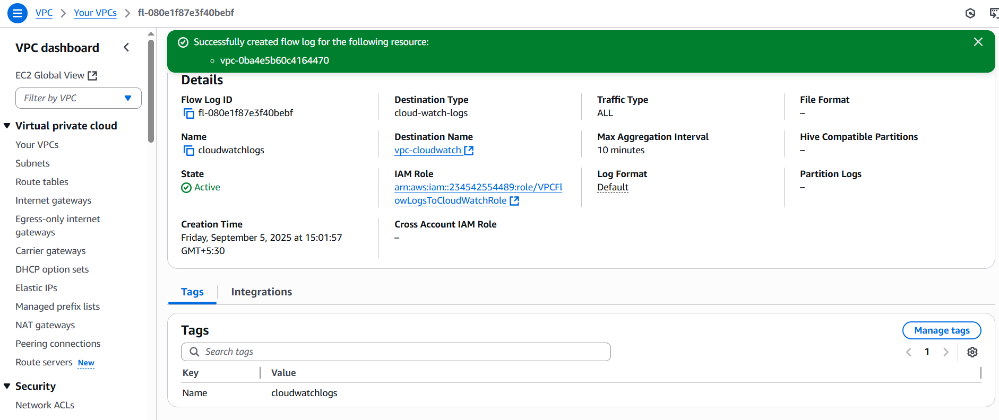 VPC > Your VPCs > fl-080e1f87e3f40bebf
VPC dashboard
EC2 Global View
Filter by VPC
Virtual private cloud
Your VPCs
Subnets
Route tables
Internet gateways
Egress-only internet
gateways
Carrier gateways
DHCP option sets
Elastic IPs
Managed prefix lists
NAT gateways
Peering connections
Route servers New
Security
Network ACLs
Successfully created flow log for the following resource:
vpc-0ba4e5b60c4164470
Details
Flow Log ID
fl-080e1f87e3f40bebf
Destination Type
cloud-watch-logs
Traffic Type
ALL
File Format
–
Name
cloudwatchlogs
Destination Name
vpc-cloudwatch
Max Aggregation Interval
10 minutes
Hive Compatible Partitions
–
State
Active
IAM Role
arn:aws:iam::234542554489:role/VPCFl
owLogsToCloudWatchRole
Log Format
Default
Partition Logs
–
Creation Time
Friday, September 5, 2025 at 15:01:57
GMT+5:30
Cross Account IAM Role
–
Tags Integrations
Tags
Manage tags
Search tags
1
Key Value
Name cloudwatchlogs